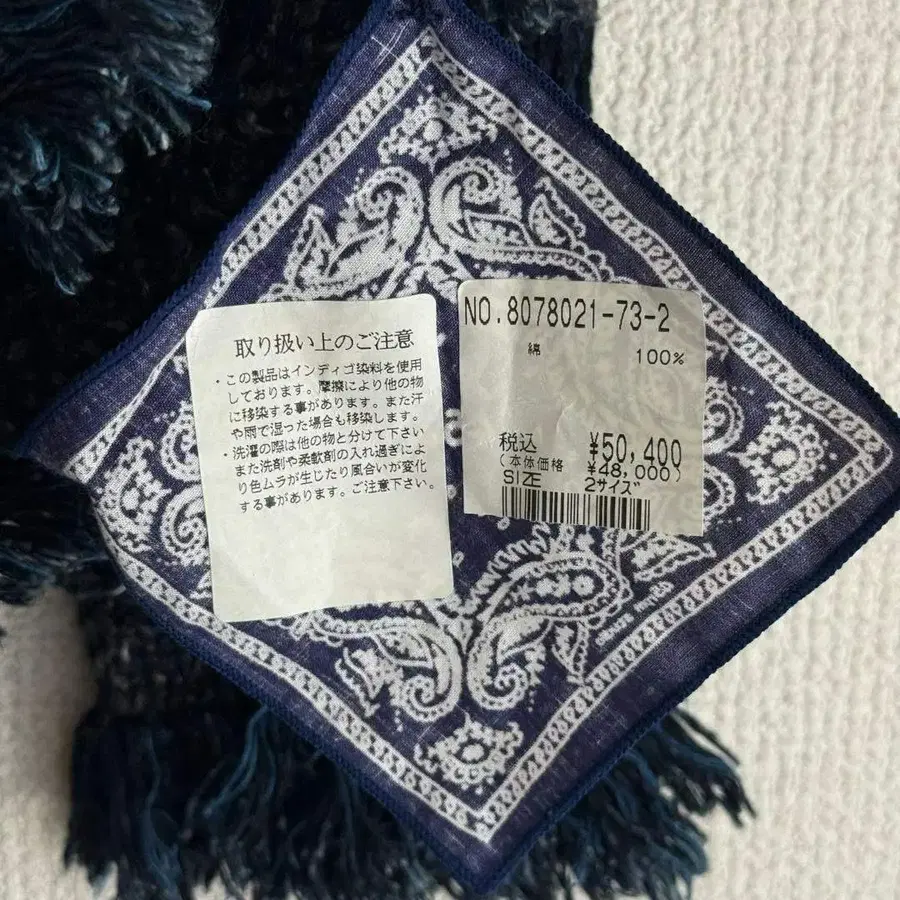 取り扱い上のご注意
・この製品はインディゴ染料を使用
しております。摩擦により他の物
に移染する事があります。また汗
や雨で湿った場合も移染します。
・洗濯の際は他の物と分けて下さい
また洗剤や柔軟剤の入れ過ぎによ
り色ムラが生じたり風合いが変化
する事があります。ご注意下さい。
NO.8078021-73-2
綿 100%
税込 ¥50,400
(本体価格 ¥48,000)
SIZE 2サイズ